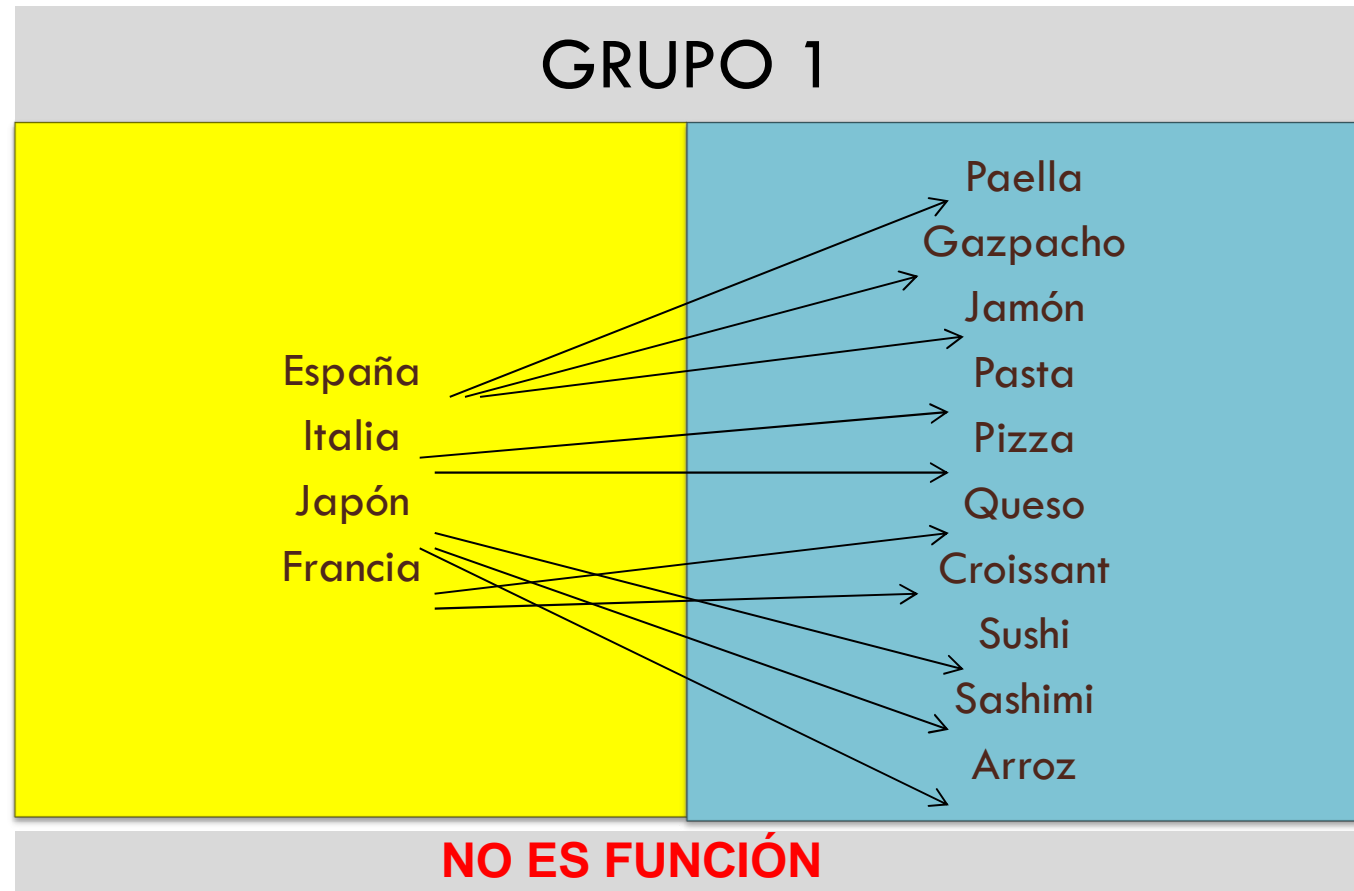 GRUPO 1
España
Italia
Japón
Francia
Paella
Gazpacho
Jamón
Pasta
Pizza
Queso
Croissant
Sushi
Sashimi
Arroz
NO ES FUNCIÓN